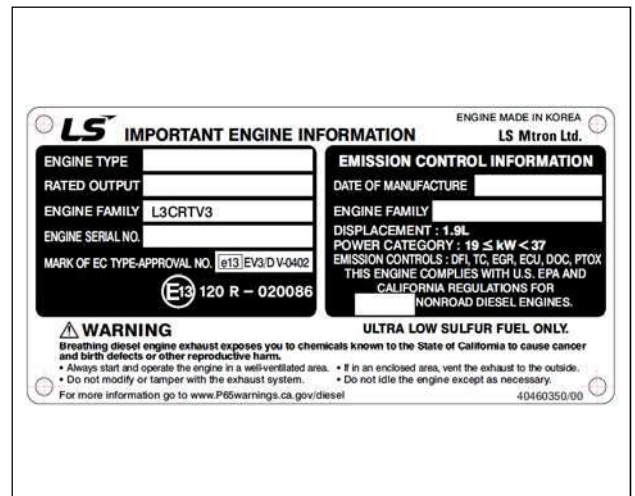 LS IMPORTANT ENGINE INFORMATION
ENGINE MADE IN KOREA
LS Mtron Ltd.
ENGINE TYPE
RATED OUTPUT
ENGINE FAMILY L3CRTV3
ENGINE SERIAL NO.
MARK OF EC TYPE-APPROVAL NO. e13 EV3/D V-0402
E13 120 R – 020086
EMISSION CONTROL INFORMATION
DATE OF MANUFACTURE
ENGINE FAMILY
DISPLACEMENT : 1.9L
POWER CATEGORY : 19 ≤ kW < 37
EMISSION CONTROLS : DFI, TC, EGR, ECU, DOC, PTOX
THIS ENGINE COMPLIES WITH U.S. EPA AND
CALIFORNIA REGULATIONS FOR
NONROAD DIESEL ENGINES.
⚠ WARNING
ULTRA LOW SULFUR FUEL ONLY.
Breathing diesel engine exhaust exposes you to chemicals known to the State of California to cause cancer
and birth defects or other reproductive harm.
• Always start and operate the engine in a well-ventilated area. • If in an enclosed area, vent the exhaust to the outside.
• Do not modify or tamper with the exhaust system. • Do not idle the engine except as necessary.
For more information go to www.P65warnings.ca.gov/diesel
40460350/00